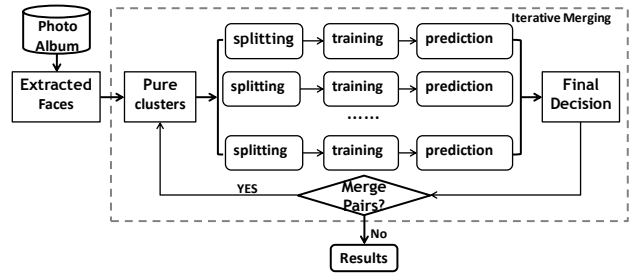 Photo
Album
Extracted
Faces
Iterative Merging
Pure
clusters
splitting training prediction
splitting training prediction
......
splitting training prediction
Final
Decision
YES
Merge
Pairs?
No
Results